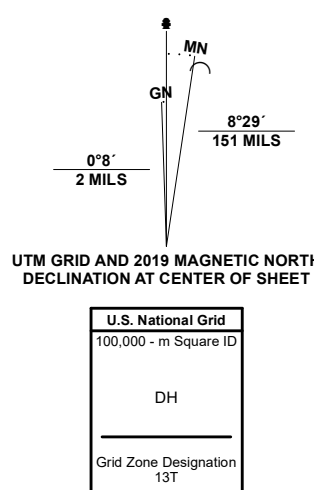 MN
GN
8°29´
151 MILS
0°8´
2 MILS
UTM GRID AND 2019 MAGNETIC NORTH
DECLINATION AT CENTER OF SHEET
U.S. National Grid
100,000 - m Square ID
DH
Grid Zone Designation
13T